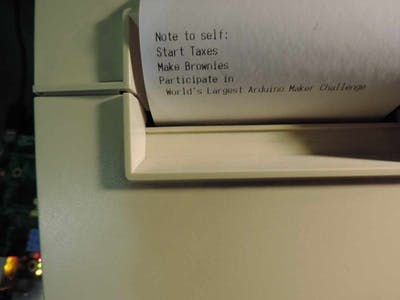 Note to self:
Start Taxes
Make Brownies
Participate in
World's Largest Arduino Maker Challenge